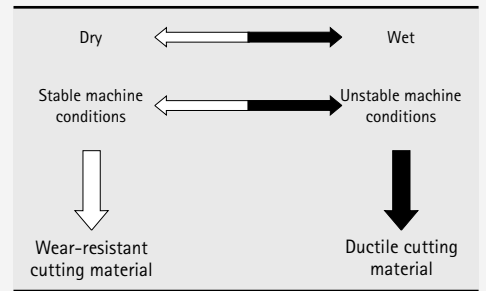 Dry
Wet
Stable machine
conditions
Unstable machine
conditions
Wear-resistant
cutting material
Ductile cutting
material